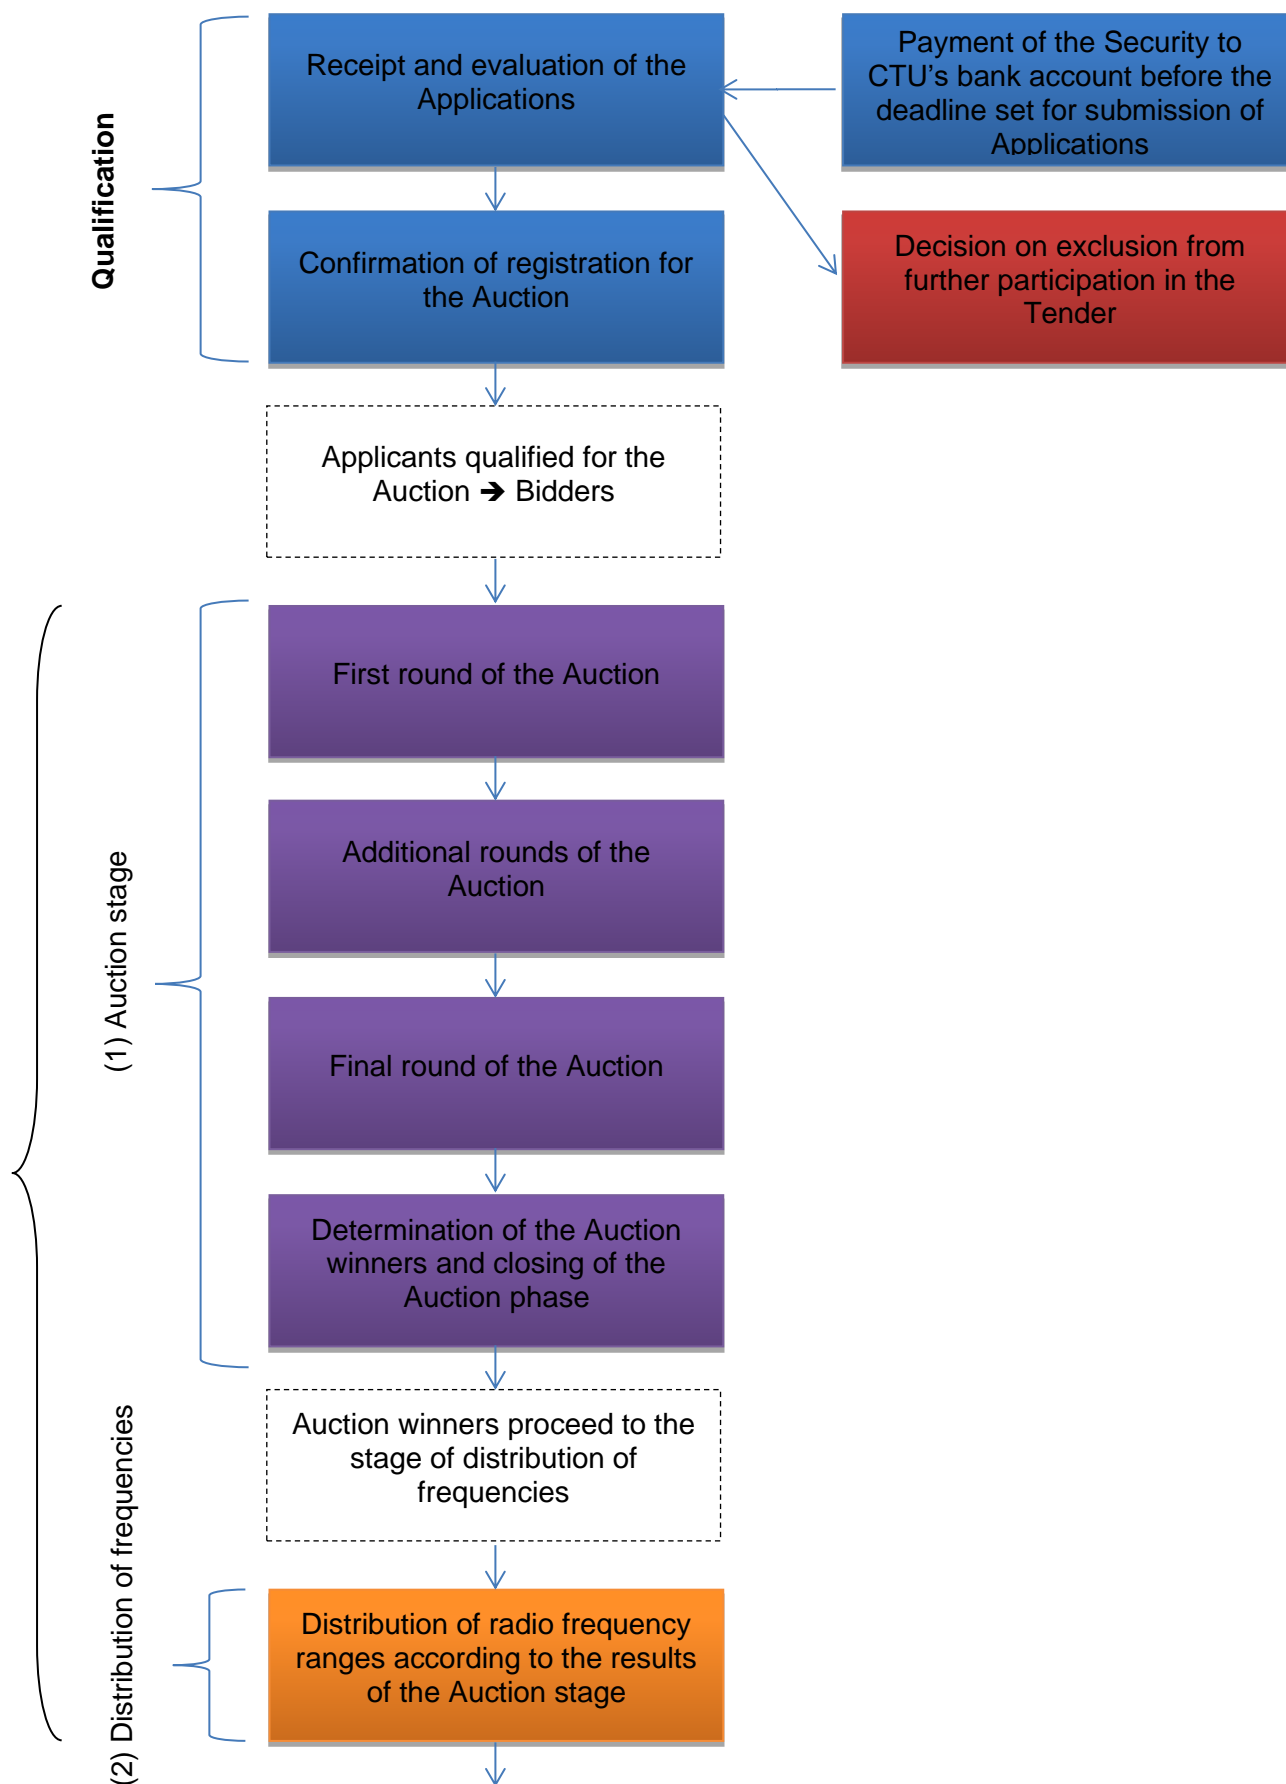 Receipt and evaluation of the
Applications
Payment of the Security to
CTU's bank account before the
deadline set for submission of
Applications
Qualification
Confirmation of registration for
the Auction
Decision on exclusion from
further participation in the
Tender
Applicants qualified for the
Auction ➔ Bidders
(1) Auction stage
First round of the Auction
Additional rounds of the
Auction
Final round of the Auction
Determination of the Auction
winners and closing of the
Auction phase
Auction winners proceed to the
stage of distribution of
frequencies
(2) Distribution of frequencies
Distribution of radio frequency
ranges according to the results
of the Auction stage